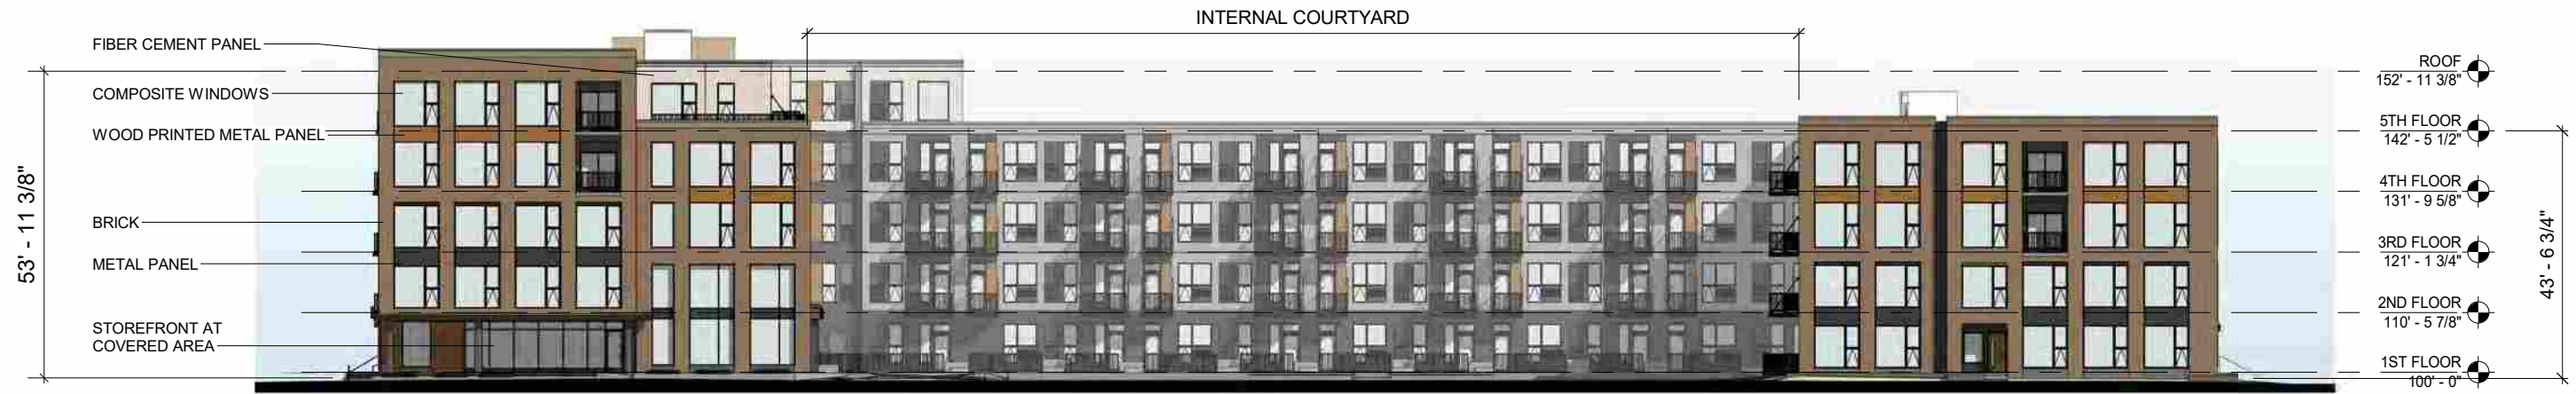 INTERNAL COURTYARD
FIBER CEMENT PANEL
COMPOSITE WINDOWS
WOOD PRINTED METAL PANEL
BRICK
METAL PANEL
STOREFRONT AT
COVERED AREA
53' - 11 3/8"
ROOF
152' - 11 3/8"
5TH FLOOR
142' - 5 1/2"
4TH FLOOR
131' - 9 5/8"
3RD FLOOR
121' - 1 3/4"
2ND FLOOR
110' - 5 7/8"
1ST FLOOR
100' - 0"
43' - 6 3/4"